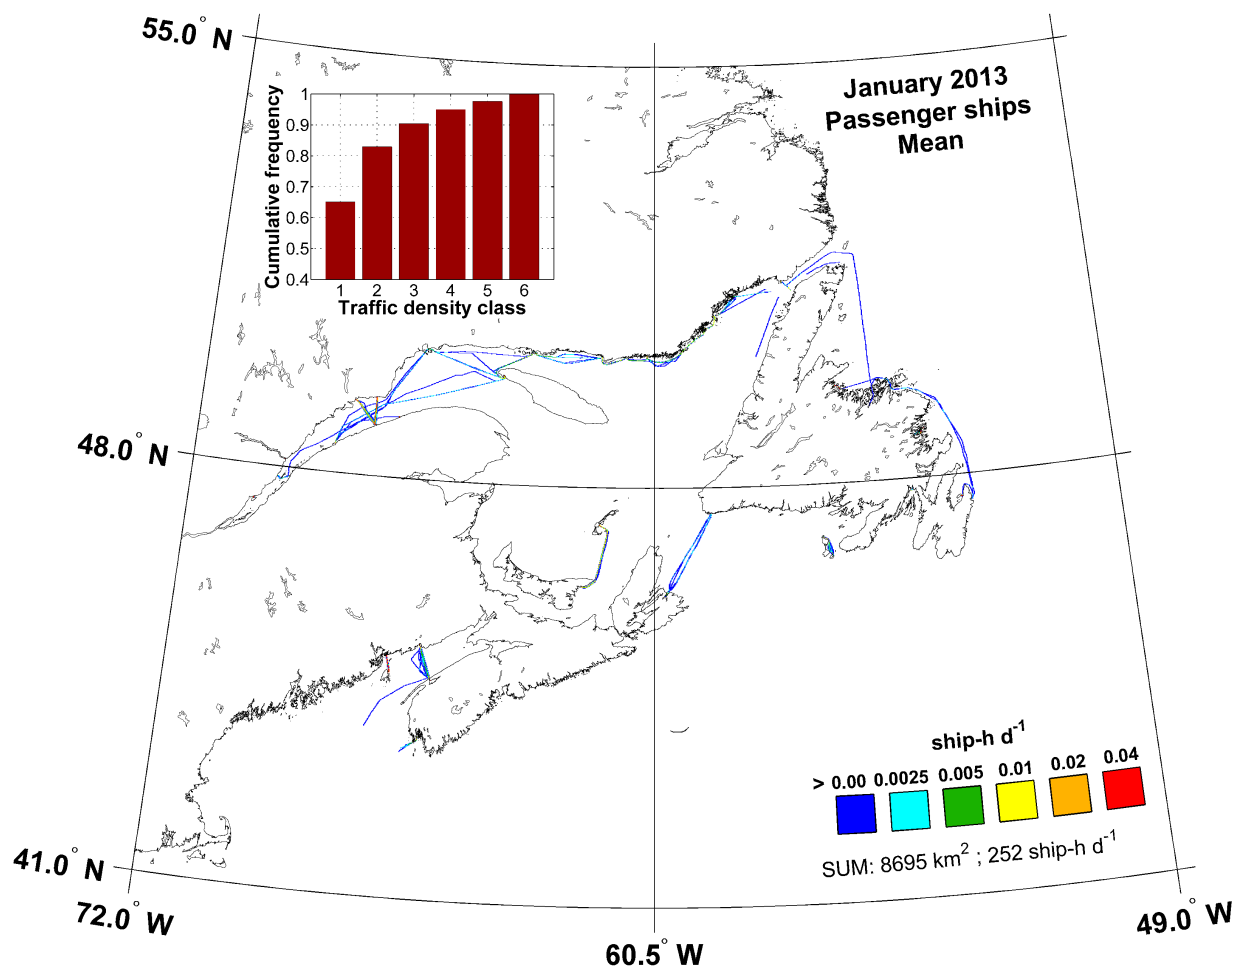 55.0° N
January 2013
Passenger ships
Mean
Cumulative frequency
1
0.9
0.8
0.7
0.6
0.5
0.4
1 2 3 4 5 6
Traffic density class
48.0° N
ship-h d-1
> 0.00 0.0025 0.005 0.01 0.02 0.04
SUM: 8695 km2 ; 252 ship-h d-1
41.0° N
72.0° W
60.5° W
49.0° W